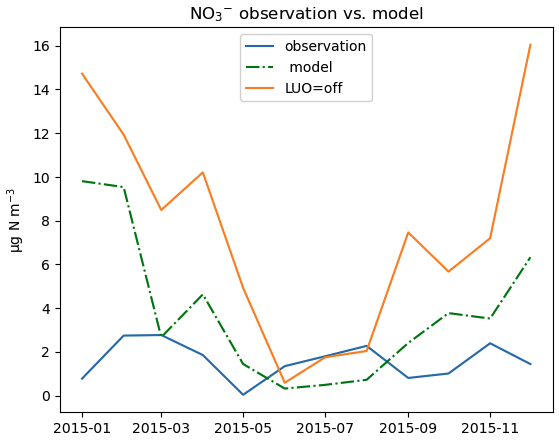 NO₃⁻ observation vs. model
observation
model
LUO=off
µg N m⁻³
16
14
12
10
8
6
4
2
0
2015-01 2015-03 2015-05 2015-07 2015-09 2015-11